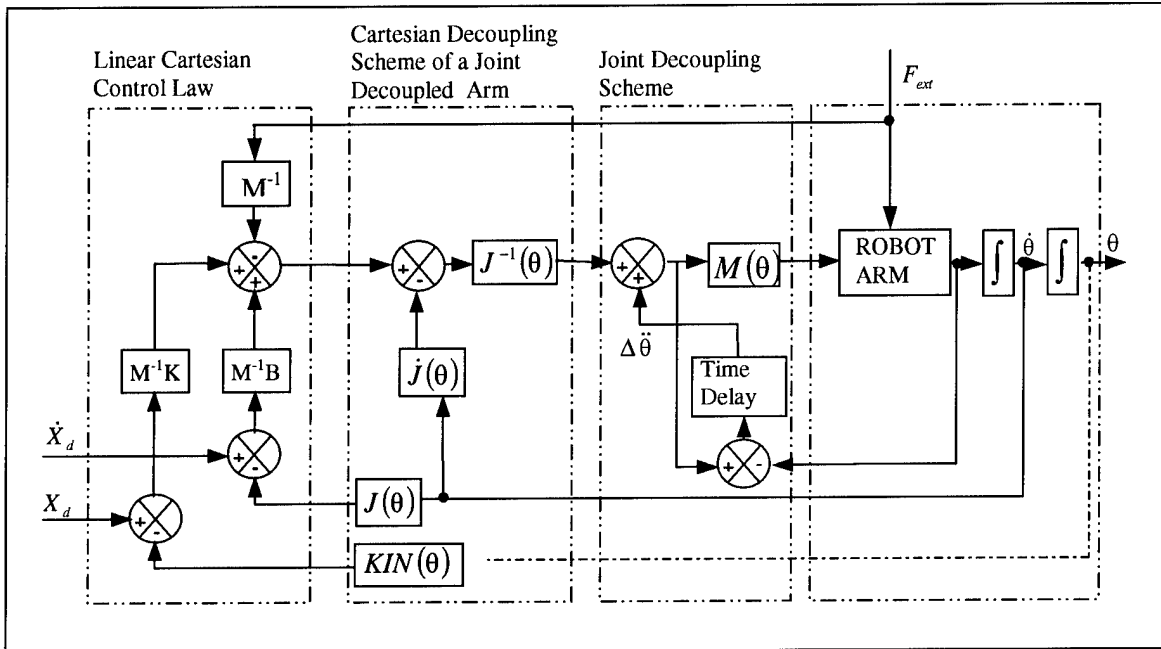 Linear Cartesian
Control Law
Cartesian Decoupling
Scheme of a Joint
Decoupled Arm
Joint Decoupling
Scheme
F_ext
M⁻¹
+ - +
+ -
J⁻¹(θ)
+ +
M(θ)
ROBOT
ARM
∫
θ̇
∫
θ
M⁻¹K
M⁻¹B
J̇(θ)
Δθ̈
Time
Delay
Ẋ_d
+ -
+ -
X_d
+ -
J(θ)
KIN(θ)